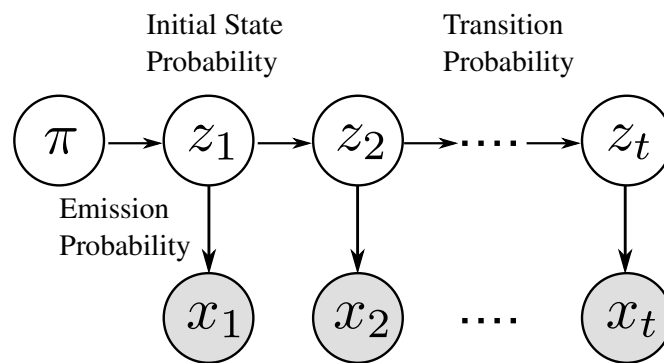 Initial State
Probability
Transition
Probability
π z₁ z₂ .... zₜ
Emission
Probability
x₁ x₂ .... xₜ